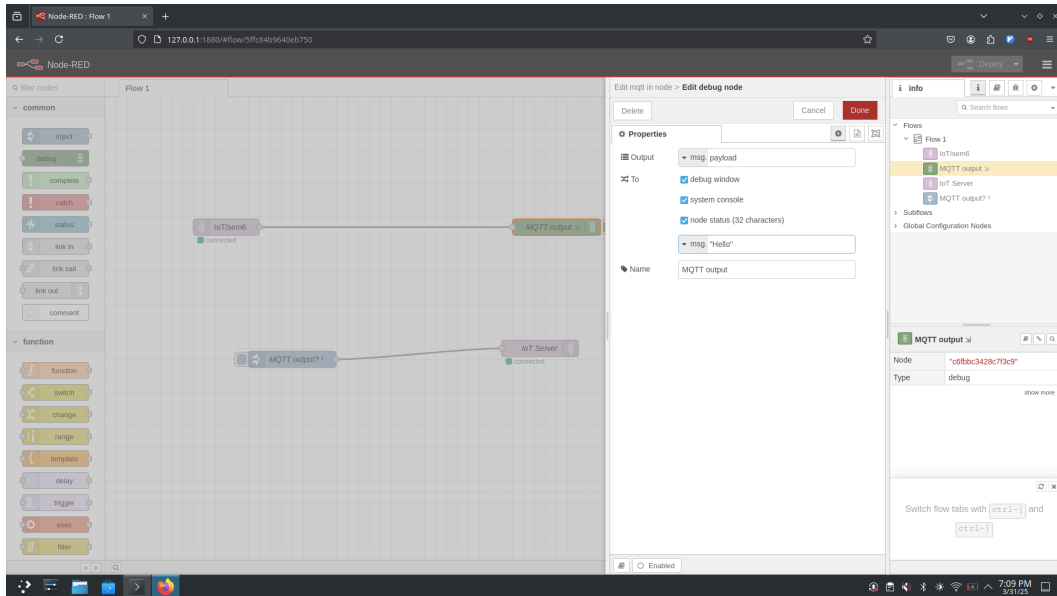 Node-RED : Flow 1
127.0.0.1:1880/#flow/5ffc84b9640eb750
Node-RED
Deploy
filter nodes
common
inject
debug
complete
catch
status
link in
link call
link out
comment
function
function
switch
change
range
template
delay
trigger
exec
filter
Flow 1
IoT/sem6
connected
MQTT output
MQTT output? ¹
IoT Server
connected
Edit mqtt in node > Edit debug node
Delete
Cancel
Done
Properties
Output
msg. payload
To
debug window
system console
node status (32 characters)
msg. "Hello"
Name
MQTT output
Enabled
i info
i
Search flows
Flows
Flow 1
IoT/sem6
MQTT output
IoT Server
MQTT output? ¹
Subflows
Global Configuration Nodes
MQTT output
Node "c6fbbc3428c7f3c9"
Type debug
show more
Switch flow tabs with ctrl-[ and
ctrl-]
7:09 PM
3/31/25